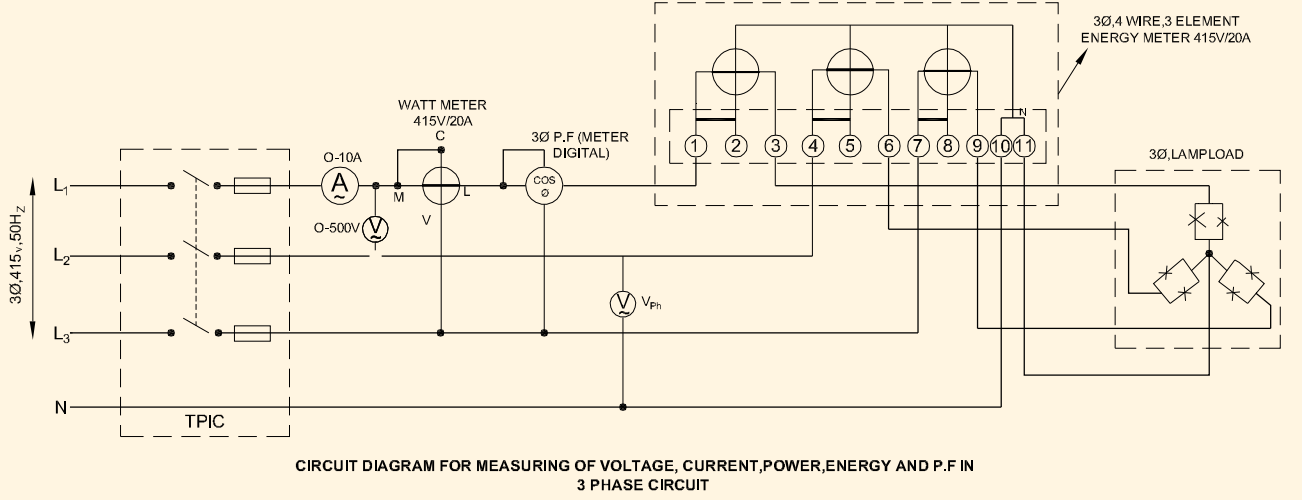 3Ø,4 WIRE,3 ELEMENT
ENERGY METER 415V/20A
WATT METER
415V/20A
C
3Ø P.F (METER
DIGITAL)
O-10A
N
1 2 3 4 5 6 7 8 9 10 11
3Ø,LAMPLOAD
L1
A
M
L
COS
Ø
V
O-500V
V
3Ø,415v,50HZ
L2
V
VPh
L3
N
TPIC
CIRCUIT DIAGRAM FOR MEASURING OF VOLTAGE, CURRENT,POWER,ENERGY AND P.F IN
3 PHASE CIRCUIT